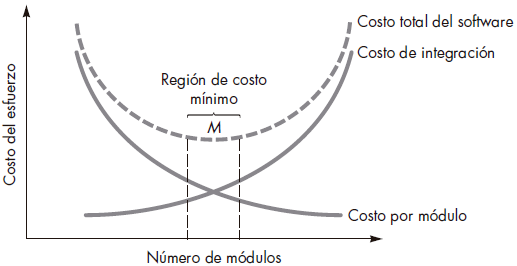 Costo total del software
Costo de integración
Región de costo
mínimo
M
Costo del esfuerzo
Costo por módulo
Número de módulos